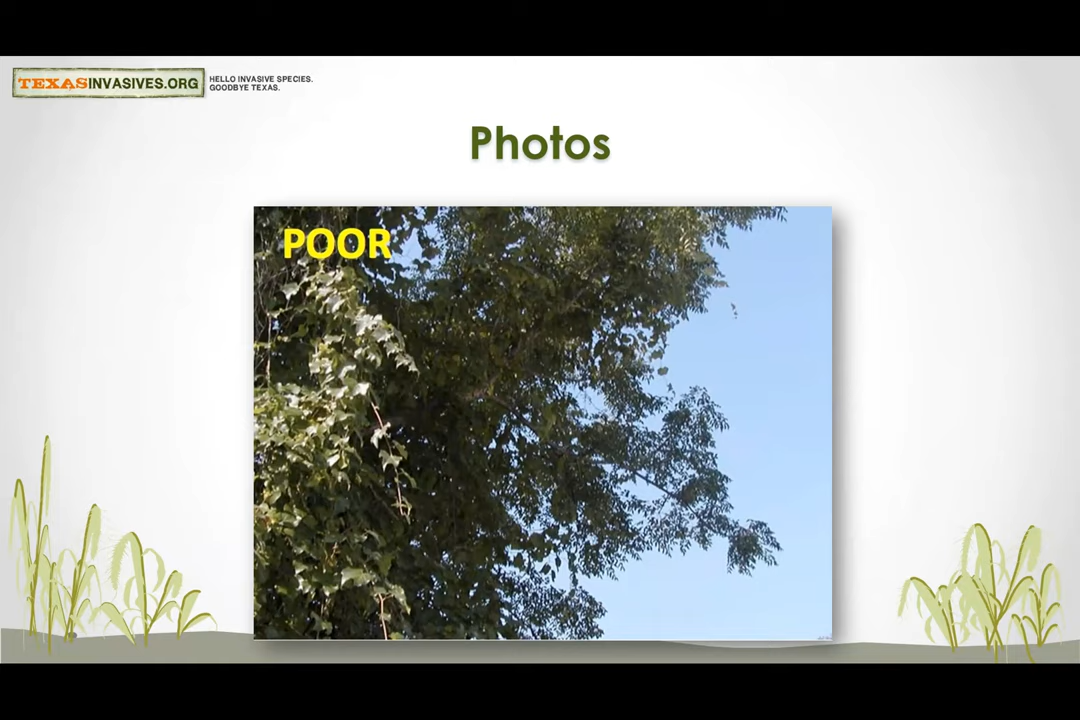 TEXASINVASIVES.ORG
HELLO INVASIVE SPECIES.
GOODBYE TEXAS.
Photos
POOR